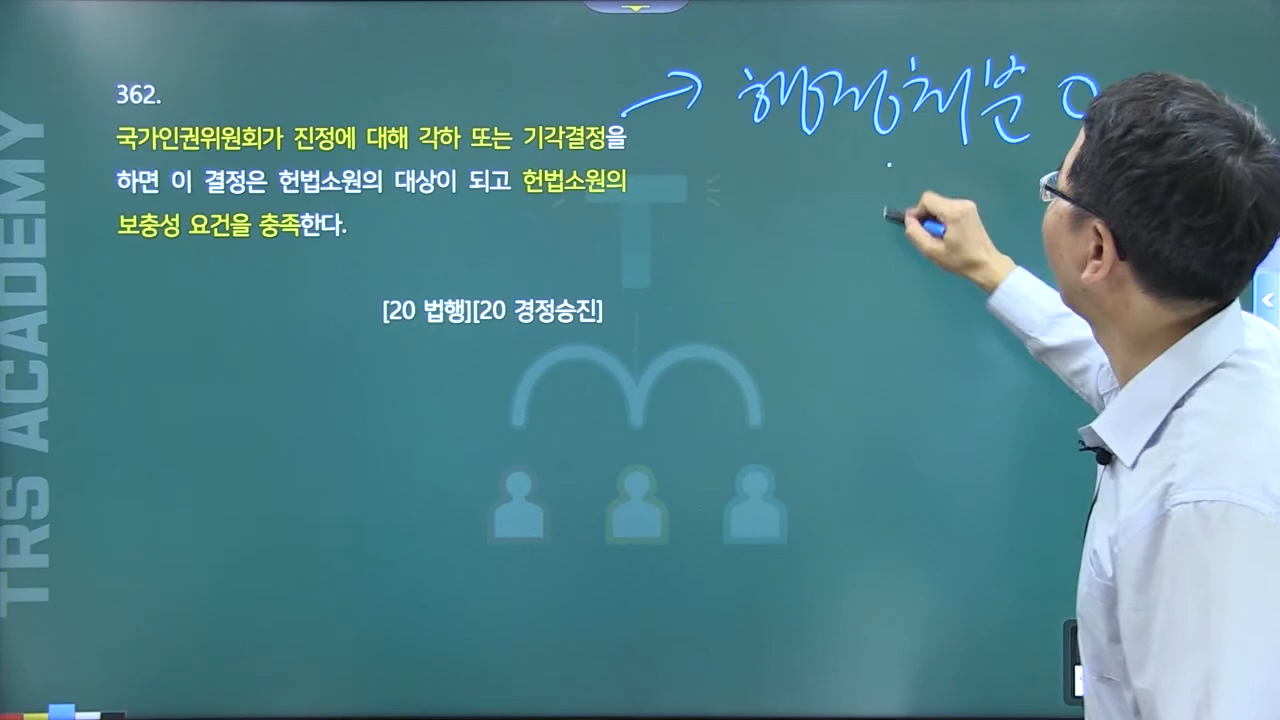 362.
국가인권위원회가 진정에 대해 각하 또는 기각결정을
하면 이 결정은 헌법소원의 대상이 되고 헌법소원의
보충성 요건을 충족한다.
[20 법행][20 경정승진]
→ 행정처분 O
TRS ACADEMY